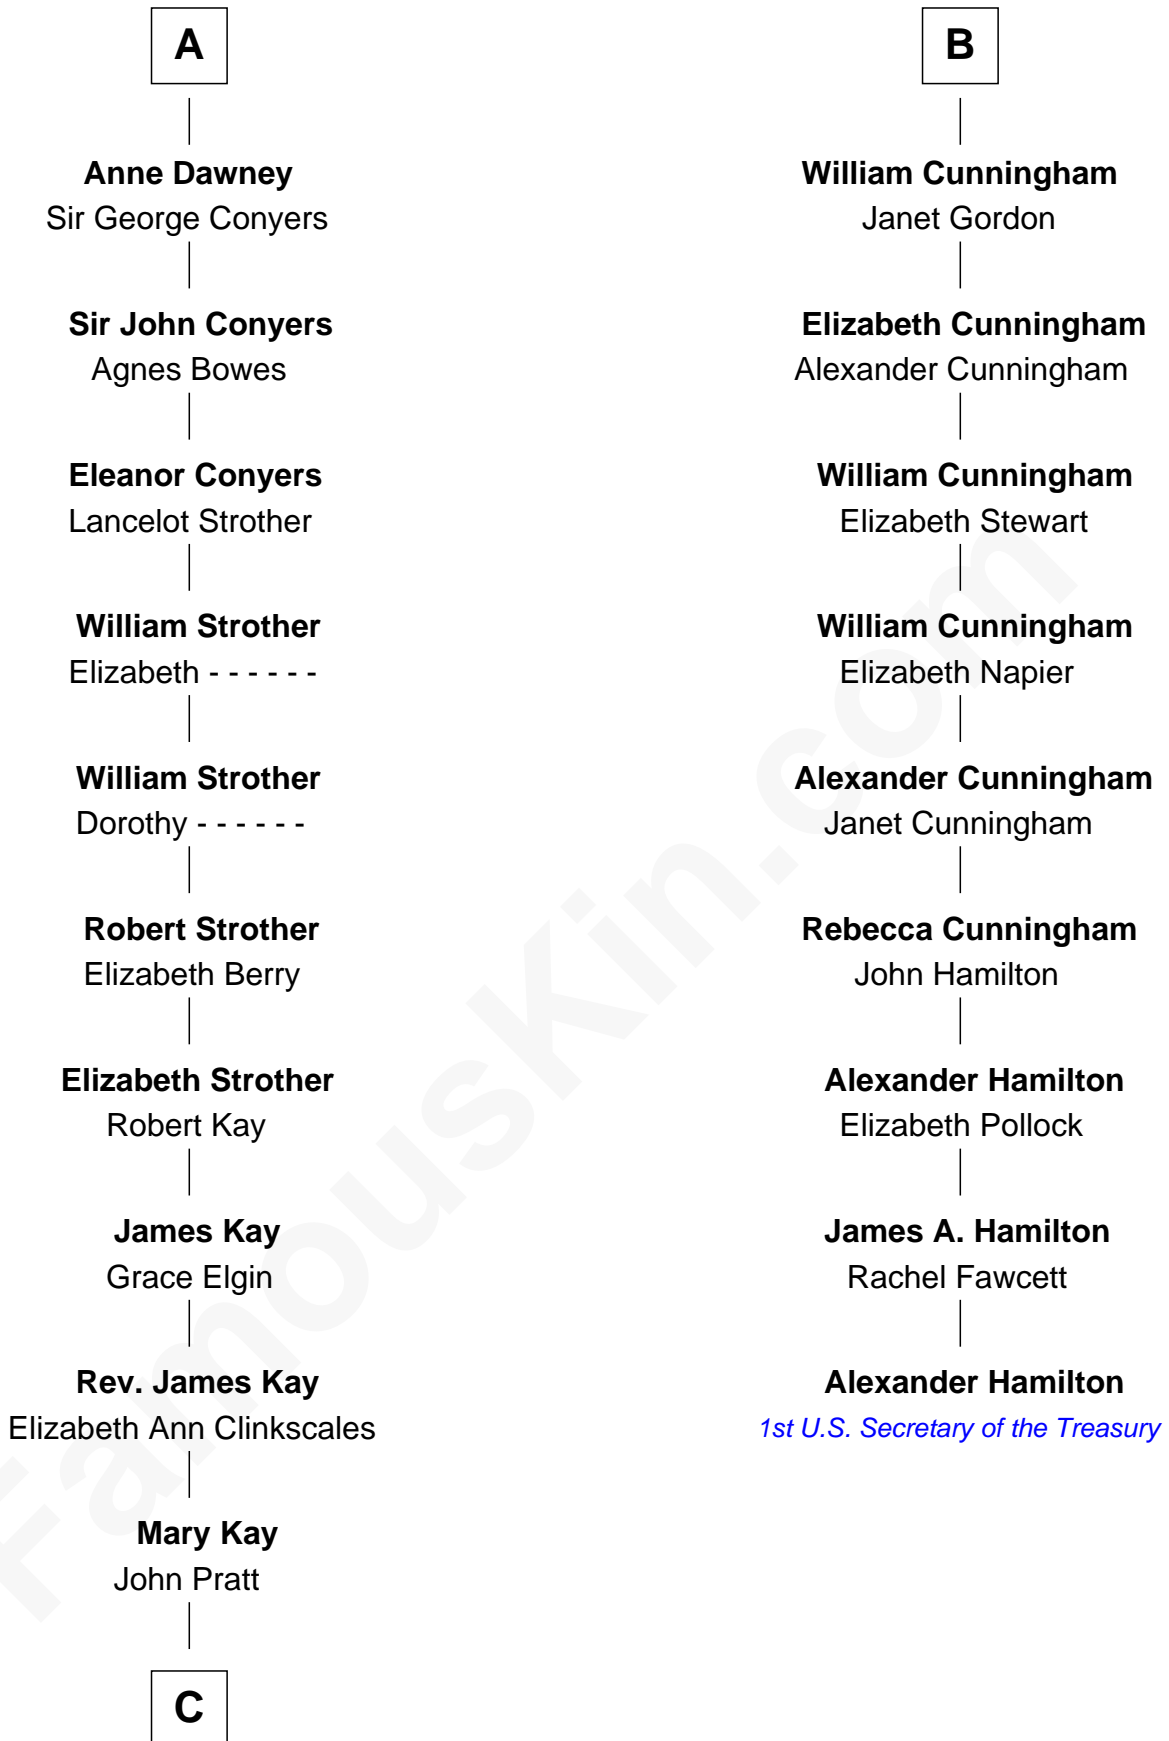 A
Anne Dawney
Sir George Conyers
Sir John Conyers
Agnes Bowes
Eleanor Conyers
Lancelot Strother
William Strother
Elizabeth - - - - - -
William Strother
Dorothy - - - - - -
Robert Strother
Elizabeth Berry
Elizabeth Strother
Robert Kay
James Kay
Grace Elgin
Rev. James Kay
Elizabeth Ann Clinkscales
Mary Kay
John Pratt
C
B
William Cunningham
Janet Gordon
Elizabeth Cunningham
Alexander Cunningham
William Cunningham
Elizabeth Stewart
William Cunningham
Elizabeth Napier
Alexander Cunningham
Janet Cunningham
Rebecca Cunningham
John Hamilton
Alexander Hamilton
Elizabeth Pollock
James A. Hamilton
Rachel Fawcett
Alexander Hamilton
1st U.S. Secretary of the Treasury
FamousKin.com